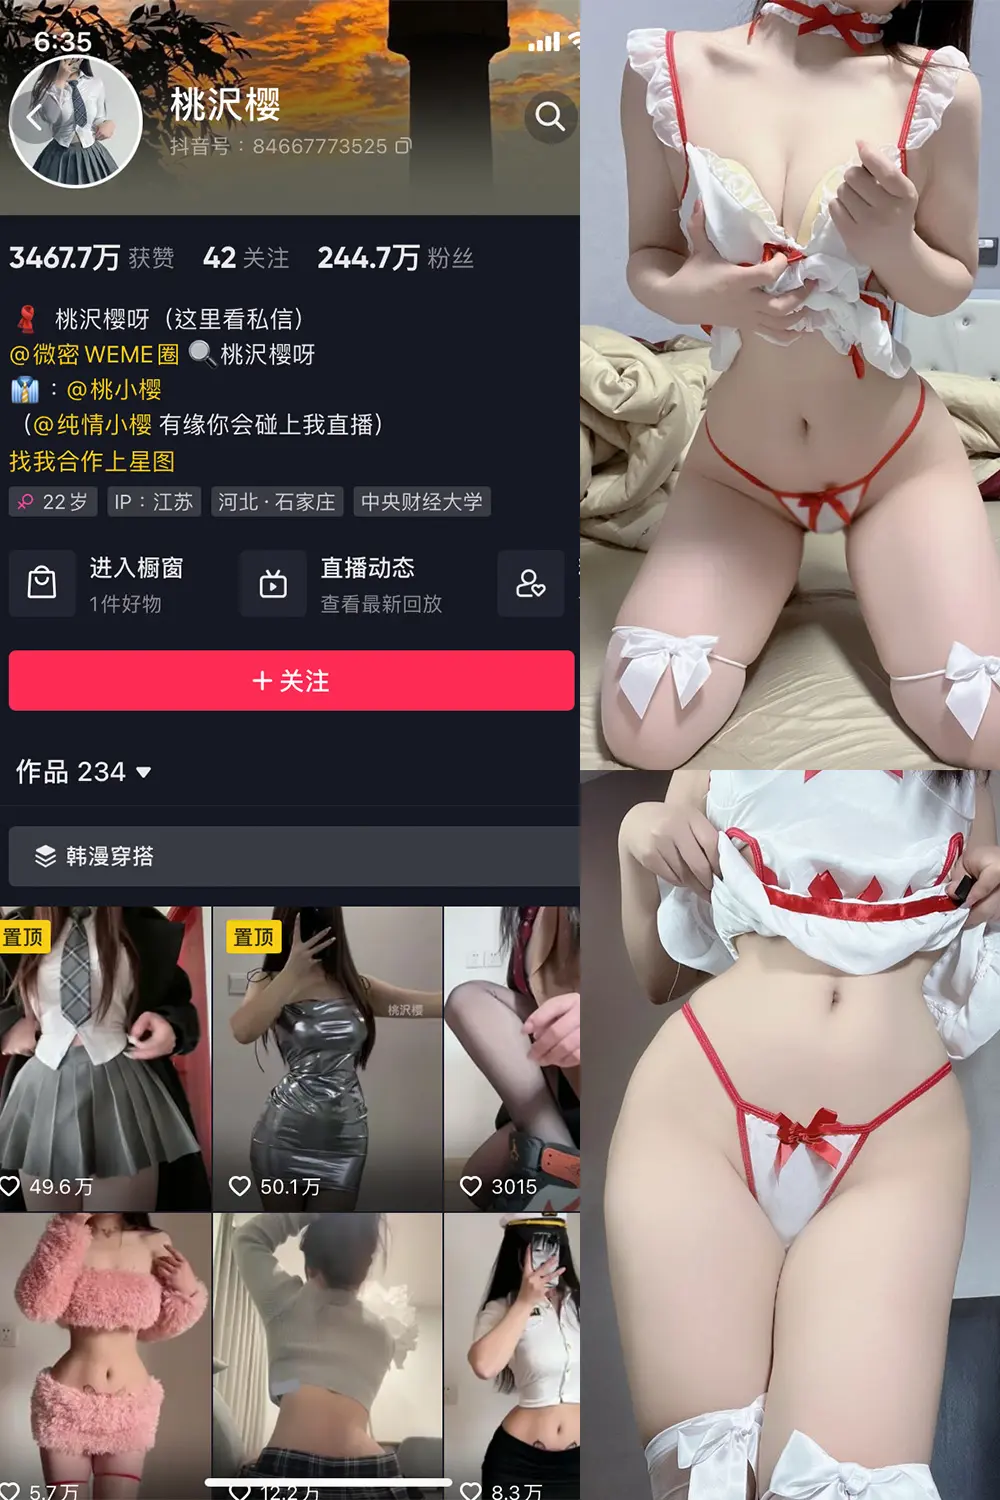 6:35
桃沢樱
抖音号：84667773525
3467.7万 获赞 42 关注 244.7万 粉丝
桃沢樱呀（这里看私信）
@微密 WEME 圈 🔍桃沢樱呀
：@桃小樱
（@纯情小樱 有缘你会碰上我直播）
找我合作上星图
22岁 IP：江苏 河北·石家庄 中央财经大学
进入橱窗
1件好物
直播动态
查看最新回放
+ 关注
作品 234
韩漫穿搭
置顶
置顶
桃沢樱
49.6万
50.1万
3015
5.7万
12.2万
8.3万